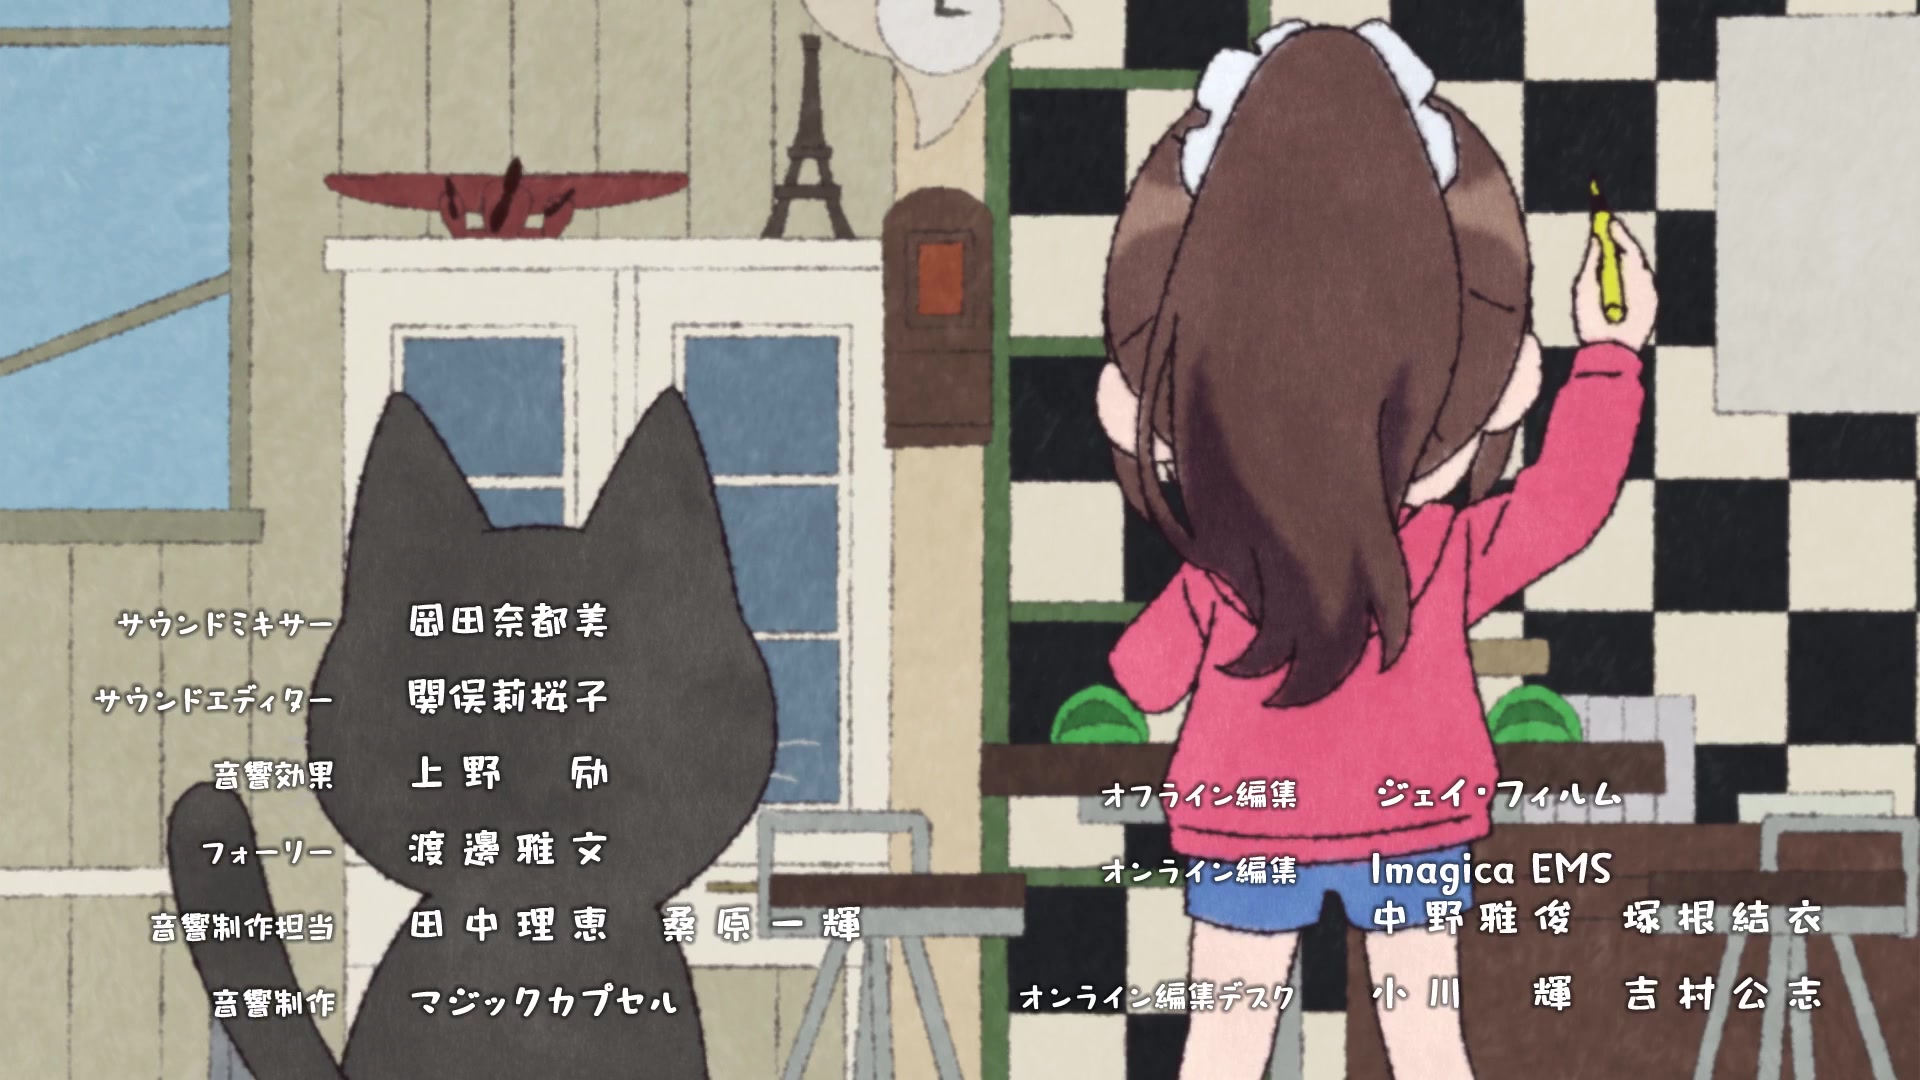 サウンドミキサー 岡田奈都美
サウンドエディター 関俣莉桜子
音響効果 上野 励
フォーリー 渡邊雅文
音響制作担当 田中理恵 桑原一輝
音響制作 マジックカプセル
オフライン編集 ジェイ・フィルム
オンライン編集 Imagica EMS
中野雅俊 塚根結衣
オンライン編集デスク 小川 輝 吉村公志